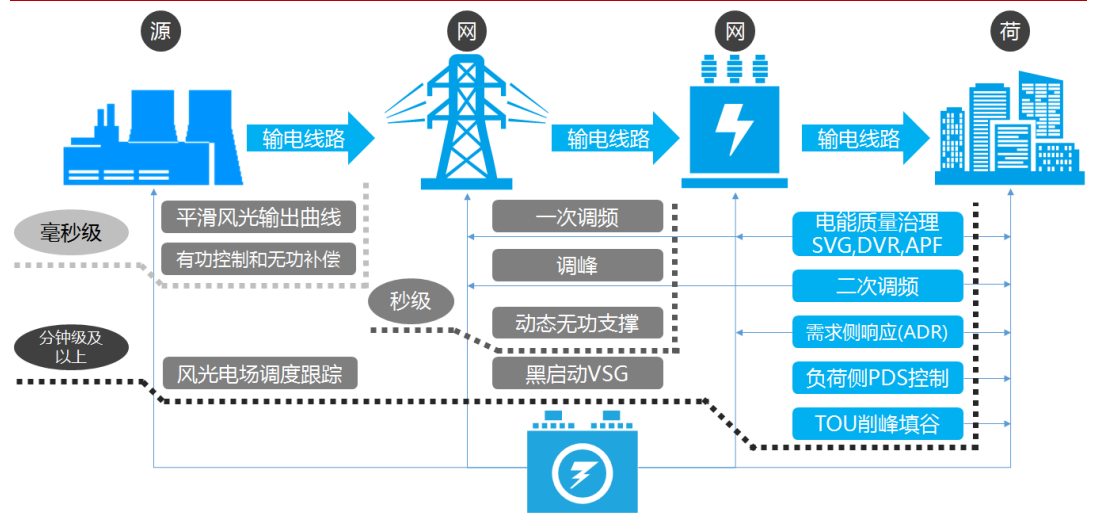 源
网
网
荷
输电线路
输电线路
输电线路
毫秒级
平滑风光输出曲线
有功控制和无功补偿
秒级
一次调频
调峰
动态无功支撑
分钟级及
以上
风光电场调度跟踪
黑启动VSG
电能质量治理
SVG,DVR,APF
二次调频
需求侧响应(ADR)
负荷侧PDS控制
TOU削峰填谷